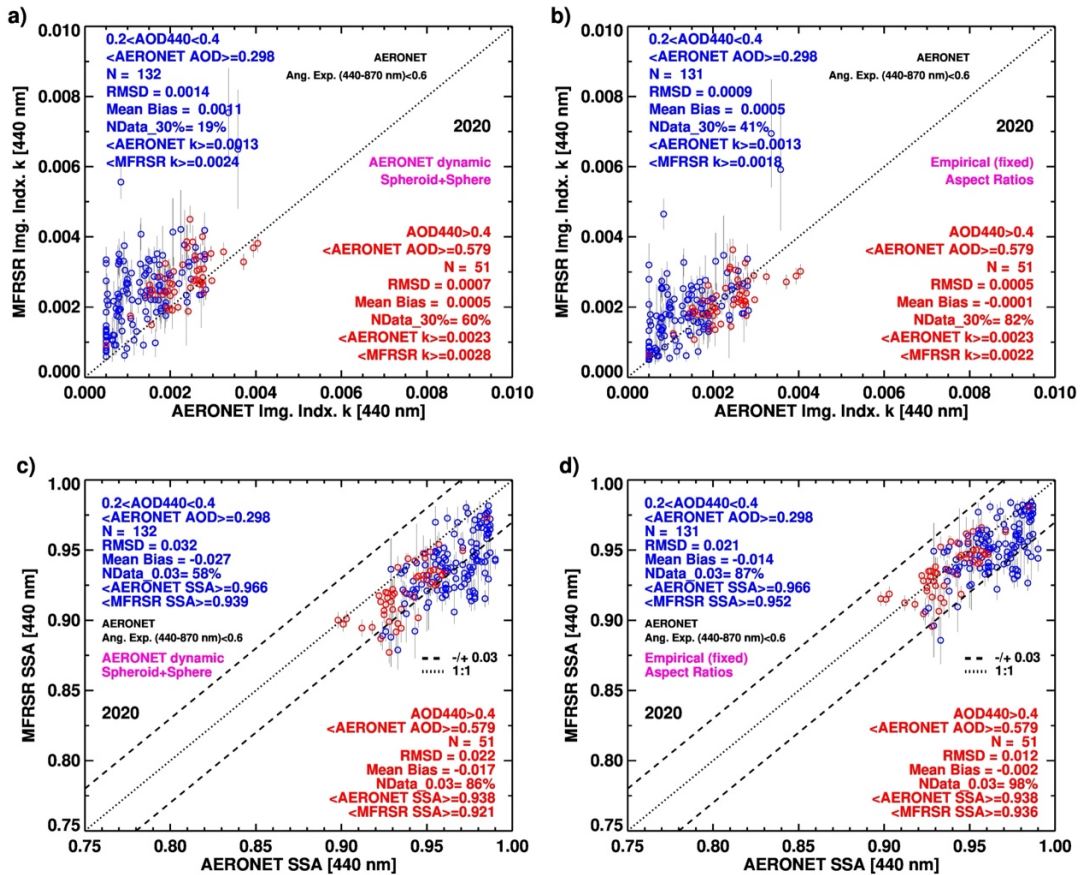 a)
0.2<AOD440<0.4
<AERONET AOD>=0.298
N = 132
RMSD = 0.0014
Mean Bias = 0.0011
NData_30%= 19%
<AERONET k>=0.0013
<MFRSR k>=0.0024
AERONET
Ang. Exp. (440-870 nm)<0.6
2020
AERONET dynamic
Spheroid+Sphere
AOD440>0.4
<AERONET AOD>=0.579
N = 51
RMSD = 0.0007
Mean Bias = 0.0005
NData_30%= 60%
<AERONET k>=0.0023
<MFRSR k>=0.0028
MFRSR Img. Indx. k [440 nm]
0.010
0.008
0.006
0.004
0.002
0.000
0.000 0.002 0.004 0.006 0.008 0.010
AERONET Img. Indx. k [440 nm]
b)
0.2<AOD440<0.4
<AERONET AOD>=0.298
N = 131
RMSD = 0.0009
Mean Bias = 0.0005
NData_30%= 41%
<AERONET k>=0.0013
<MFRSR k>=0.0018
AERONET
Ang. Exp. (440-870 nm)<0.6
2020
Empirical (fixed)
Aspect Ratios
AOD440>0.4
<AERONET AOD>=0.579
N = 51
RMSD = 0.0005
Mean Bias = -0.0001
NData_30%= 82%
<AERONET k>=0.0023
<MFRSR k>=0.0022
MFRSR Img. Indx. k [440 nm]
0.010
0.008
0.006
0.004
0.002
0.000
0.000 0.002 0.004 0.006 0.008 0.010
AERONET Img. Indx. k [440 nm]
c)
0.2<AOD440<0.4
<AERONET AOD>=0.298
N = 132
RMSD = 0.032
Mean Bias = -0.027
NData_0.03= 58%
<AERONET SSA>=0.966
<MFRSR SSA>=0.939
AERONET
Ang. Exp. (440-870 nm)<0.6
AERONET dynamic
Spheroid+Sphere
-/+ 0.03
1:1
2020
AOD440>0.4
<AERONET AOD>=0.579
N = 51
RMSD = 0.022
Mean Bias = -0.017
NData_0.03= 86%
<AERONET SSA>=0.938
<MFRSR SSA>=0.921
MFRSR SSA [440 nm]
1.00
0.95
0.90
0.85
0.80
0.75
0.75 0.80 0.85 0.90 0.95 1.00
AERONET SSA [440 nm]
d)
0.2<AOD440<0.4
<AERONET AOD>=0.298
N = 131
RMSD = 0.021
Mean Bias = -0.014
NData_0.03= 87%
<AERONET SSA>=0.966
<MFRSR SSA>=0.952
AERONET
Ang. Exp. (440-870 nm)<0.6
Empirical (fixed)
Aspect Ratios
-/+ 0.03
1:1
2020
AOD440>0.4
<AERONET AOD>=0.579
N = 51
RMSD = 0.012
Mean Bias = -0.002
NData_0.03= 98%
<AERONET SSA>=0.938
<MFRSR SSA>=0.936
MFRSR SSA [440 nm]
1.00
0.95
0.90
0.85
0.80
0.75
0.75 0.80 0.85 0.90 0.95 1.00
AERONET SSA [440 nm]